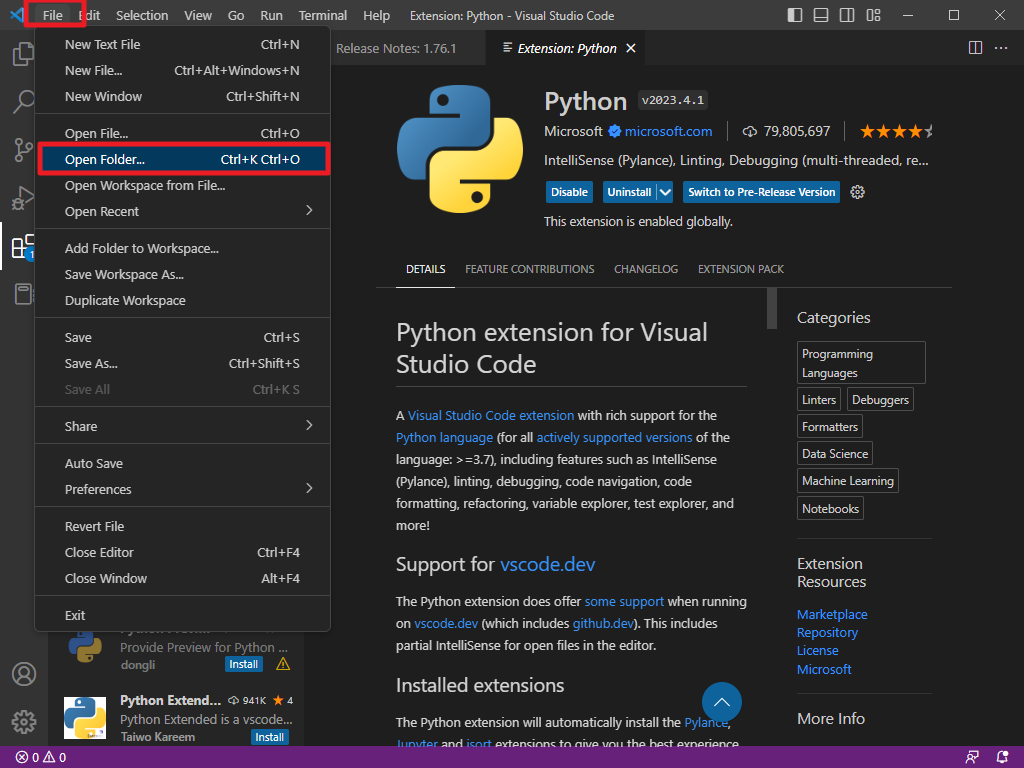 File Edit Selection View Go Run Terminal Help Extension: Python - Visual Studio Code
New Text File Ctrl+N
New File... Ctrl+Alt+Windows+N
New Window Ctrl+Shift+N
Open File... Ctrl+O
Open Folder... Ctrl+K Ctrl+O
Open Workspace from File...
Open Recent
Add Folder to Workspace...
Save Workspace As...
Duplicate Workspace
Save Ctrl+S
Save As... Ctrl+Shift+S
Save All Ctrl+K S
Share
Auto Save
Preferences
Revert File
Close Editor Ctrl+F4
Close Window Alt+F4
Exit
1
Provide Preview for Python ...
dongli Install
Python Extend... 941K ★ 4
Python Extended is a vscode...
Taiwo Kareem Install
Release Notes: 1.76.1 Extension: Python
Python v2023.4.1
Microsoft microsoft.com 79,805,697
IntelliSense (Pylance), Linting, Debugging (multi-threaded, re...
Disable Uninstall Switch to Pre-Release Version
This extension is enabled globally.
DETAILS FEATURE CONTRIBUTIONS CHANGELOG EXTENSION PACK
Python extension for Visual
Studio Code
A Visual Studio Code extension with rich support for the
Python language (for all actively supported versions of the
language: >=3.7), including features such as IntelliSense
(Pylance), linting, debugging, code navigation, code
formatting, refactoring, variable explorer, test explorer, and
more!
Support for vscode.dev
The Python extension does offer some support when running
on vscode.dev (which includes github.dev). This includes
partial IntelliSense for open files in the editor.
Installed extensions
The Python extension will automatically install the Pylance,
Jupyter and isort extensions to give you the best experience
Categories
Programming
Languages
Linters Debuggers
Formatters
Data Science
Machine Learning
Notebooks
Extension
Resources
Marketplace
Repository
License
Microsoft
More Info
0 0